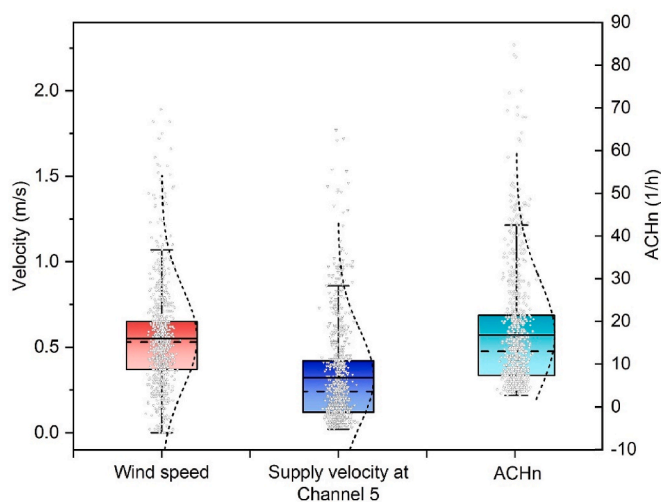 90
80
2.0
70
60
1.5
50
40
1.0
30
20
0.5
10
0
0.0
-10
Velocity (m/s)
ACHn (1/h)
Wind speed
Supply velocity at
Channel 5
ACHn